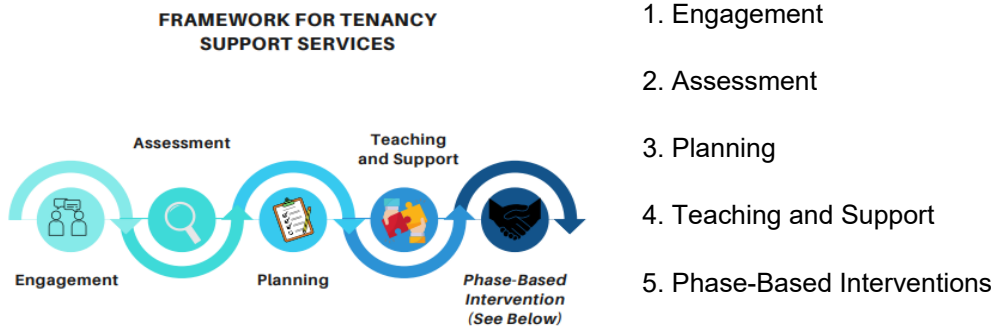 FRAMEWORK FOR TENANCY
SUPPORT SERVICES
Assessment
Teaching
and Support
Engagement
Planning
Phase-Based
Intervention
(See Below)
1. Engagement
2. Assessment
3. Planning
4. Teaching and Support
5. Phase-Based Interventions